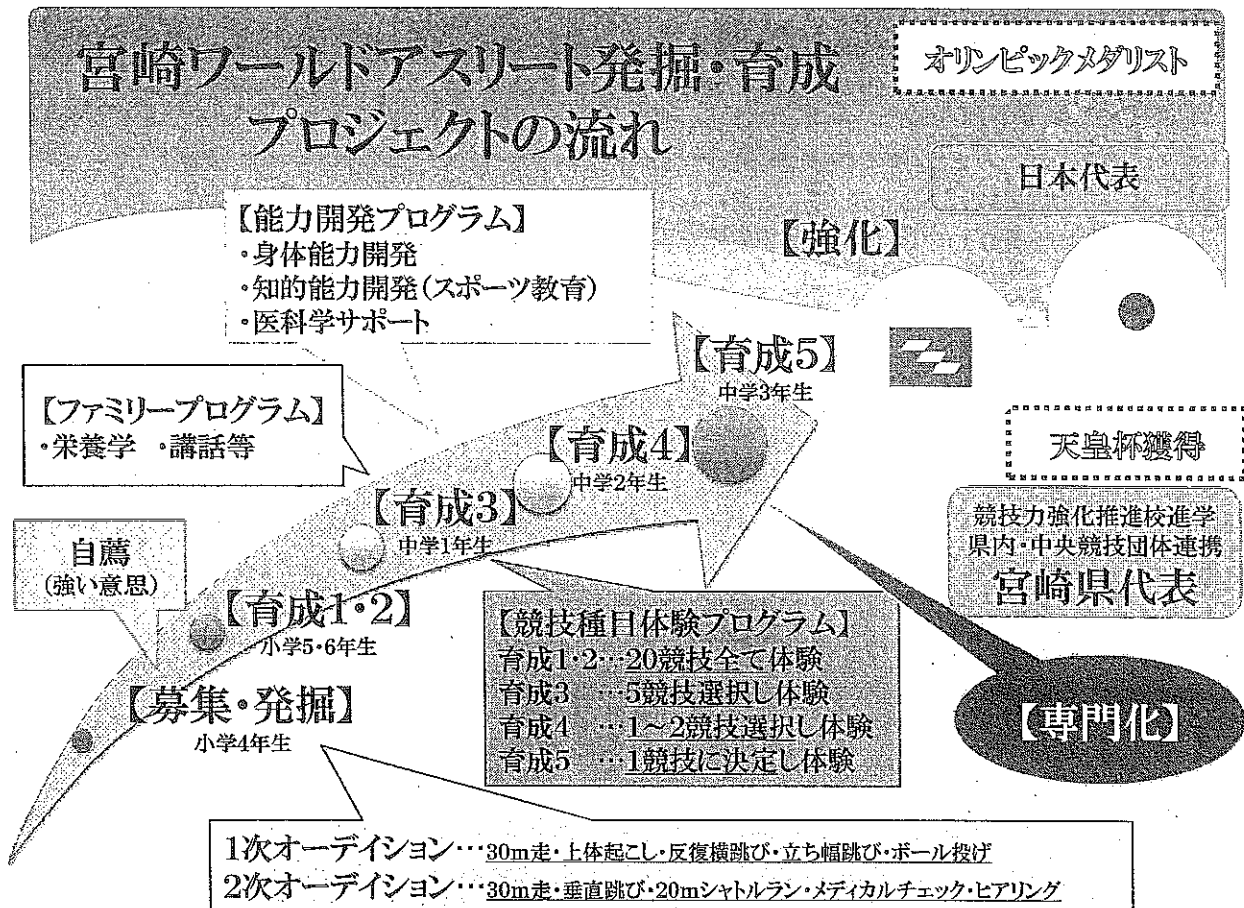 宮崎ワールドアスリート発掘・育成
プロジェクトの流れ
オリンピックメダリスト
日本代表
【強化】
【能力開発プログラム】
・身体能力開発
・知的能力開発(スポーツ教育)
・医科学サポート
【ファミリープログラム】
・栄養学 ・講話等
【育成5】
中学3年生
【育成4】
中学2年生
【育成3】
中学1年生
天皇杯獲得
競技力強化推進校進学
県内・中央競技団体連携
宮崎県代表
自薦
(強い意思)
【育成1・2】
小学5・6年生
【募集・発掘】
小学4年生
【競技種目体験プログラム】
育成1・2…20競技全て体験
育成3 …5競技選択し体験
育成4 …1～2競技選択し体験
育成5 …1競技に決定し体験
【専門化】
1次オーデイション…30m走・上体起こし・反復横跳び・立ち幅跳び・ボール投げ
2次オーデイション…30m走・垂直跳び・20mシャトルラン・メディカルチェック・ヒアリング